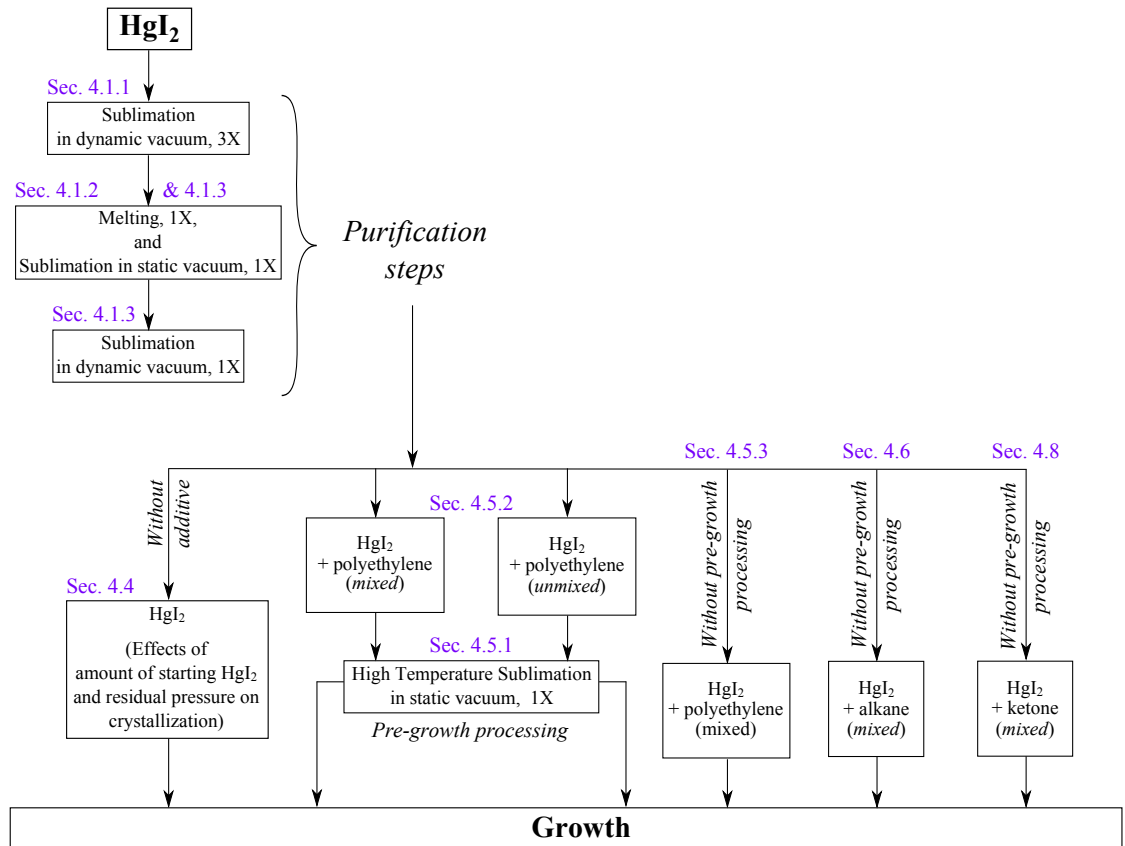 HgI₂
Sec. 4.1.1
Sublimation
in dynamic vacuum, 3X
Sec. 4.1.2 & 4.1.3
Melting, 1X,
and
Sublimation in static vacuum, 1X
Sec. 4.1.3
Sublimation
in dynamic vacuum, 1X
Purification
steps
Without
additive
Sec. 4.4
HgI₂
(Effects of
amount of starting HgI₂
and residual pressure on
crystallization)
Sec. 4.5.2
HgI₂
+ polyethylene
(mixed)
HgI₂
+ polyethylene
(unmixed)
Sec. 4.5.1
High Temperature Sublimation
in static vacuum, 1X
Pre-growth processing
Sec. 4.5.3
Without pre-growth
processing
HgI₂
+ polyethylene
(mixed)
Sec. 4.6
Without pre-growth
processing
HgI₂
+ alkane
(mixed)
Sec. 4.8
Without pre-growth
processing
HgI₂
+ ketone
(mixed)
Growth